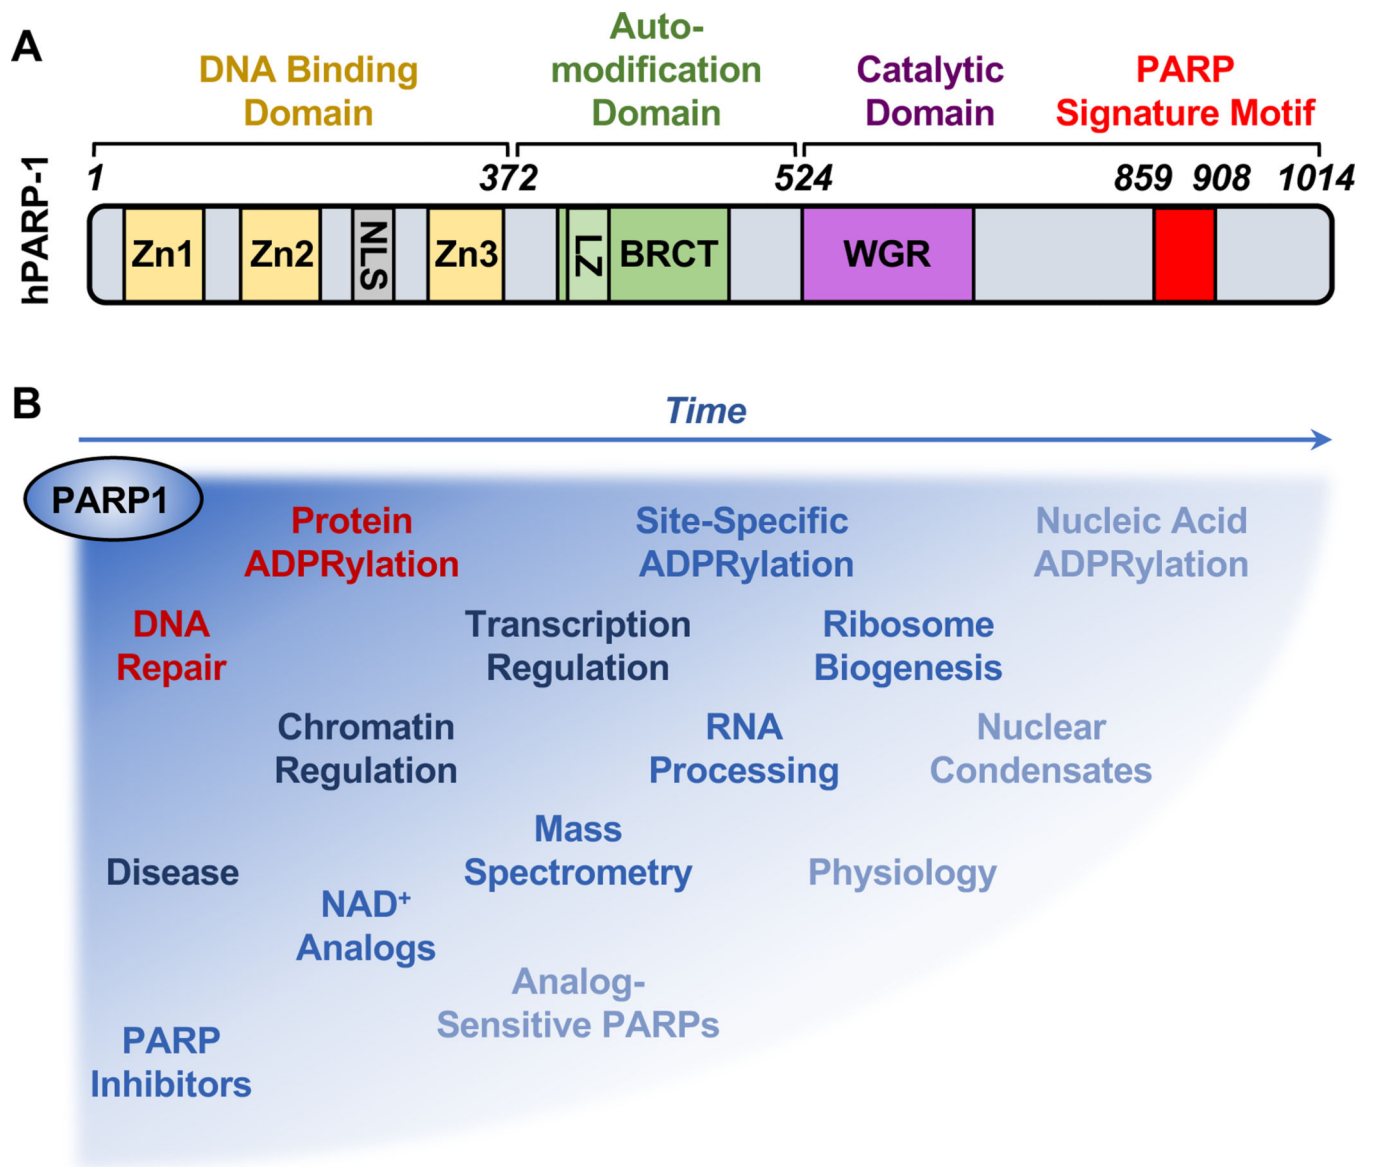 A
DNA Binding
Domain
Auto-
modification
Domain
Catalytic
Domain
PARP
Signature Motif
hPARP-1
1 372 524 859 908 1014
Zn1 Zn2 NLS Zn3 LZ BRCT WGR
B
Time
PARP1
Protein
ADPRylation
Site-Specific
ADPRylation
Nucleic Acid
ADPRylation
DNA
Repair
Transcription
Regulation
Ribosome
Biogenesis
Chromatin
Regulation
RNA
Processing
Nuclear
Condensates
Disease
Mass
Spectrometry
Physiology
NAD⁺
Analogs
Analog-
Sensitive PARPs
PARP
Inhibitors